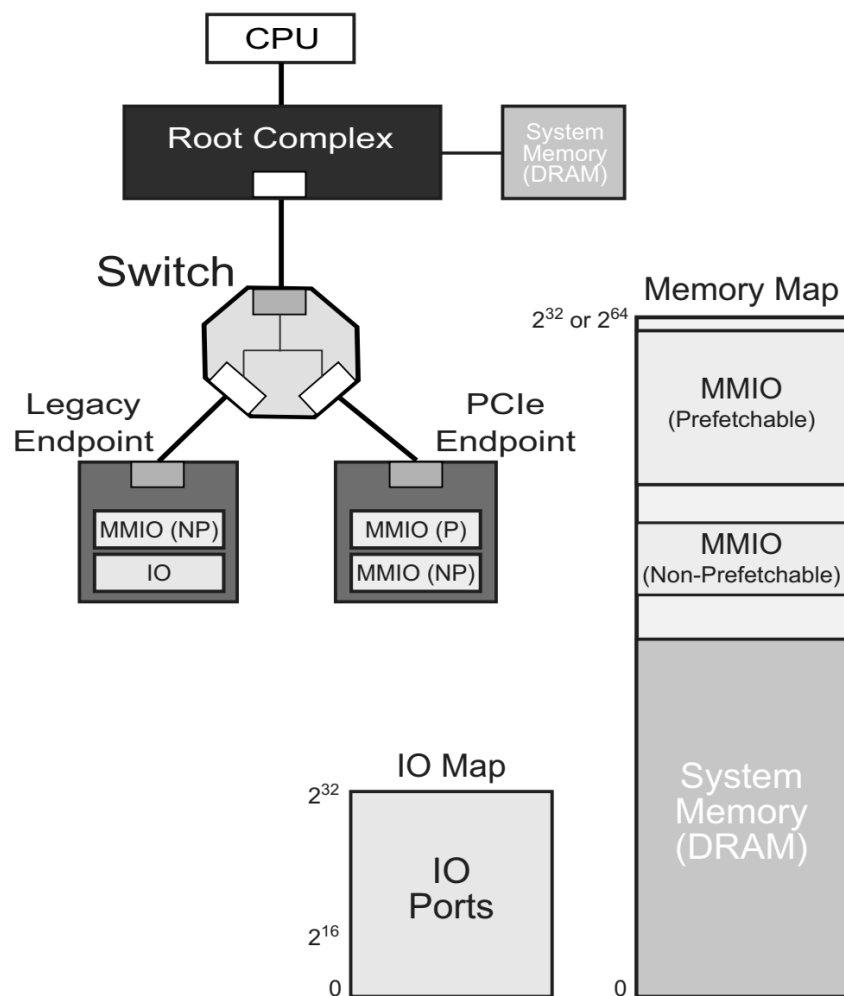 CPU
Root Complex
System
Memory
(DRAM)
Switch
Legacy
Endpoint
PCIe
Endpoint
MMIO (NP)
IO
MMIO (P)
MMIO (NP)
Memory Map
2³² or 2⁶⁴
MMIO
(Prefetchable)
MMIO
(Non-Prefetchable)
System
Memory
(DRAM)
0
IO Map
2³²
IO
Ports
2¹⁶
0